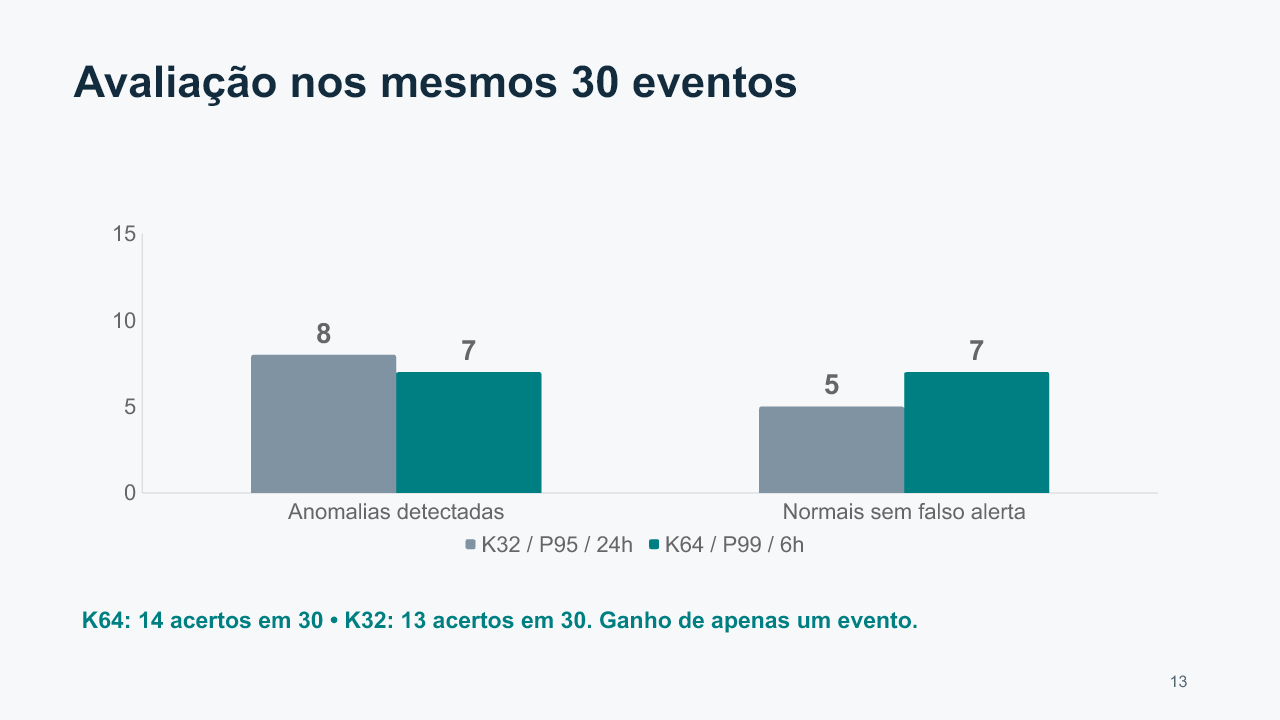 Avaliação nos mesmos 30 eventos
15
10
5
0
8
7
5
7
Anomalias detectadas
Normais sem falso alerta
K32 / P95 / 24h
K64 / P99 / 6h
K64: 14 acertos em 30 • K32: 13 acertos em 30. Ganho de apenas um evento.
13